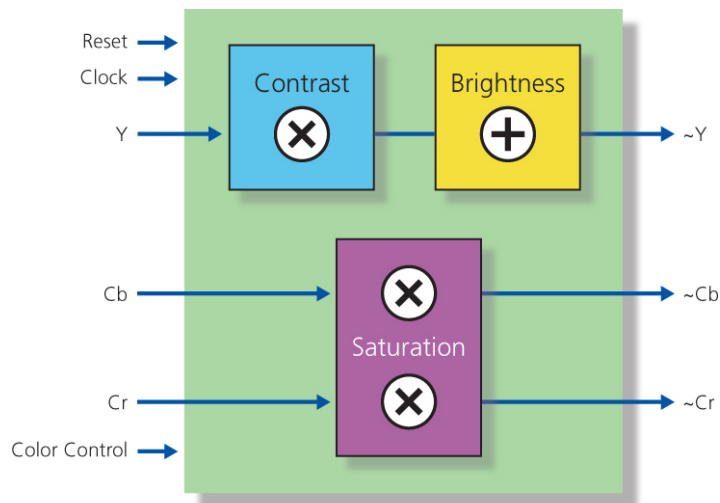 Reset
Clock
Contrast
Brightness
Y
~Y
Cb
~Cb
Saturation
Cr
~Cr
Color Control